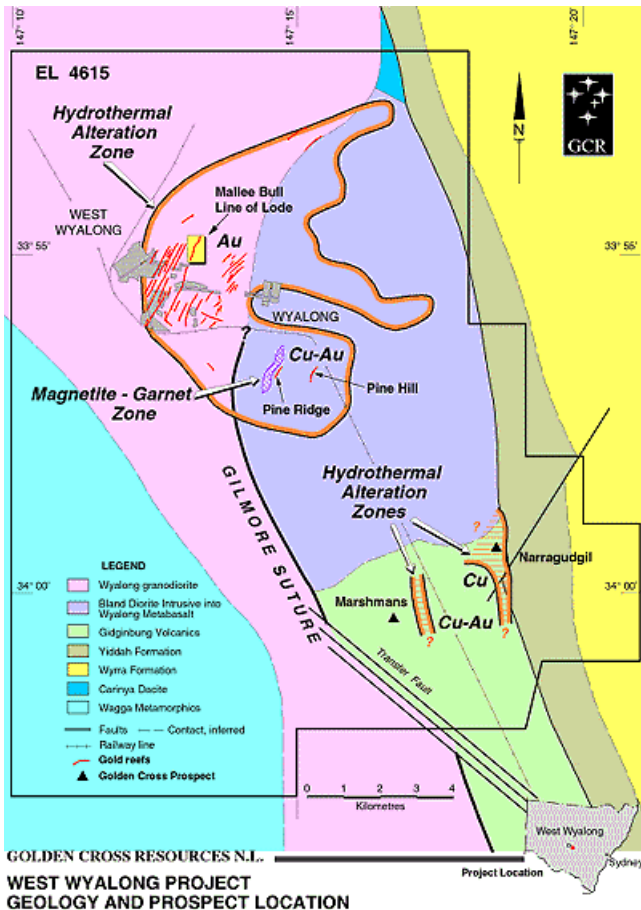 147° 10'
147° 15'
147° 20'
EL 4615
Hydrothermal
Alteration
Zone
N
GCR
Mallee Bull
Line of Lode
WEST
WYALONG
Au
33° 55'
33° 55'
WYALONG
Cu-Au
Magnetite - Garnet
Zone
Pine Hill
Pine Ridge
GILMORE SUTURE
Hydrothermal
Alteration
Zones
?
Narragudgil
Cu
34° 00'
34° 00'
Marshmans
Cu-Au
?
?
Transfer Fault
LEGEND
Wyalong granodiorite
Bland Diorite Intrusive into
Wyalong Metabasalt
Gidginbung Volcanics
Yiddah Formation
Wyrra Formation
Carinya Dacite
Wagga Metamorphics
Faults
Contact, inferred
Railway line
Gold reefs
Golden Cross Prospect
0 1 2 3 4
Kilometres
West Wyalong
Sydney
Project Location
GOLDEN CROSS RESOURCES N.L.
WEST WYALONG PROJECT
GEOLOGY AND PROSPECT LOCATION